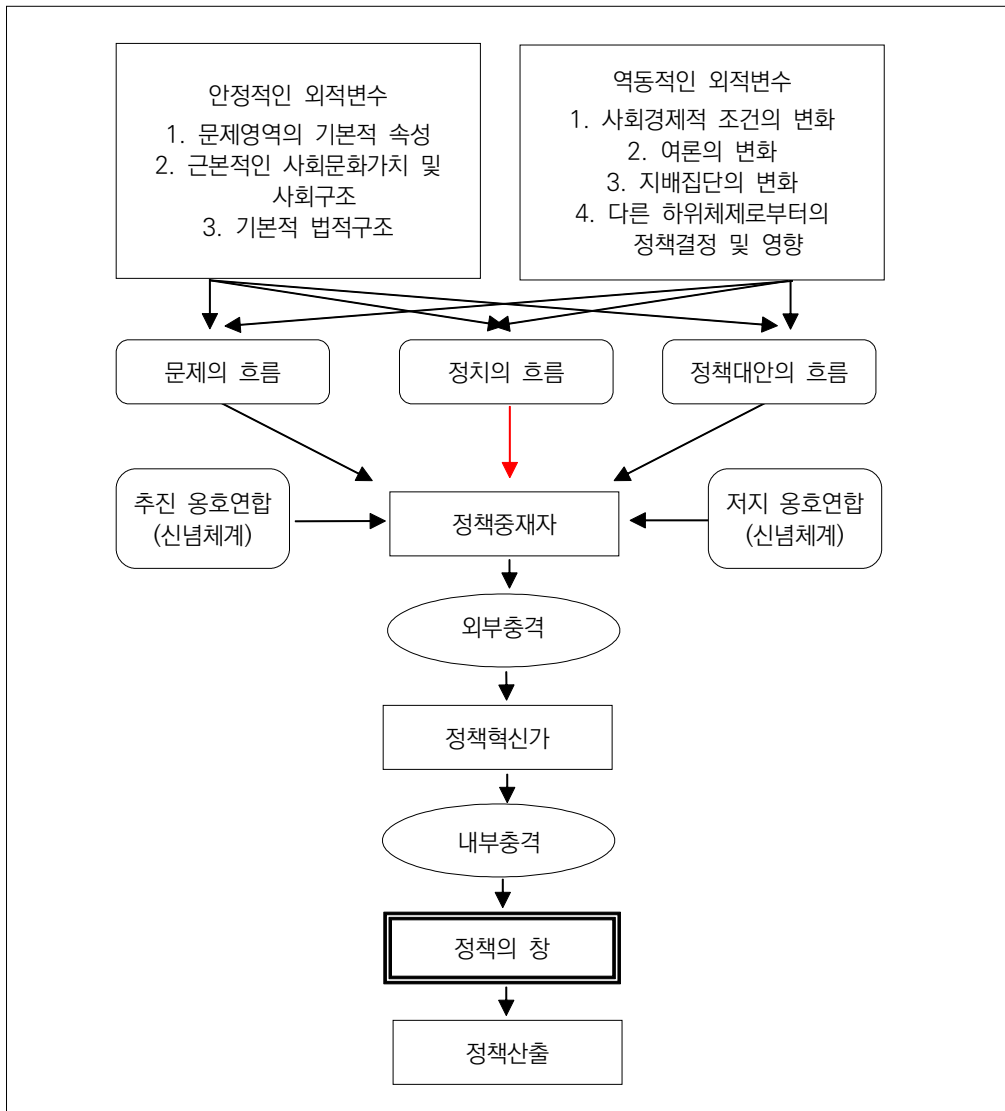 안정적인 외적변수
1. 문제영역의 기본적 속성
2. 근본적인 사회문화가치 및
사회구조
3. 기본적 법적구조
역동적인 외적변수
1. 사회경제적 조건의 변화
2. 여론의 변화
3. 지배집단의 변화
4. 다른 하위체제로부터의
정책결정 및 영향
문제의 흐름
정치의 흐름
정책대안의 흐름
추진 옹호연합
(신념체계)
정책중재자
저지 옹호연합
(신념체계)
외부충격
정책혁신가
내부충격
정책의 창
정책산출